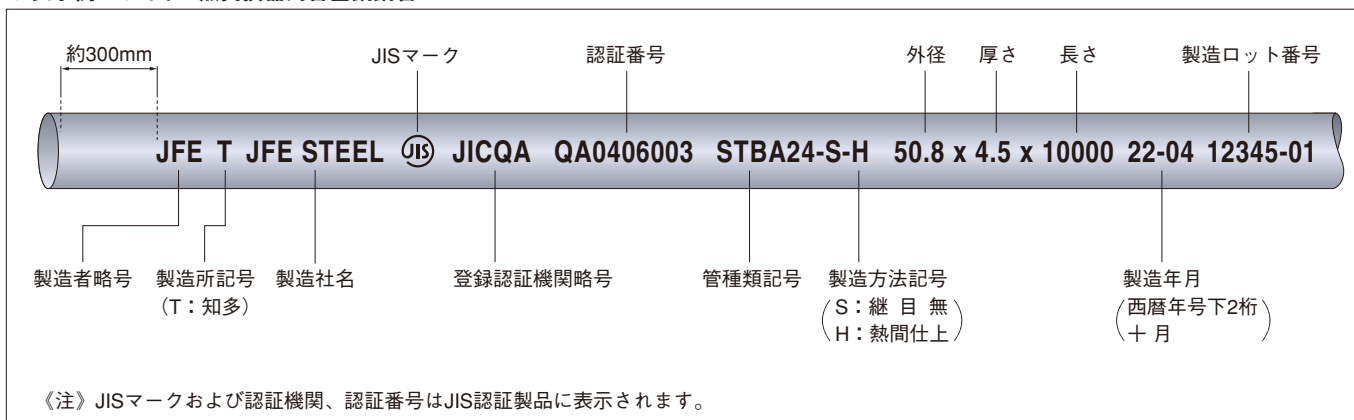 約300mm JISマーク 認証番号 外径 厚さ 長さ 製造ロット番号
JFE T JFE STEEL JIS JICQA QA0406003 STBA24-S-H 50.8 x 4.5 x 10000 22-04 12345-01
製造者略号 製造所記号 製造社名 登録認証機関略号 管種類記号 製造方法記号 製造年月
(T:知多) (S:継目無 (西暦年号下2桁
H:熱間仕上) 十 月)
《注》JISマークおよび認証機関、認証番号はJIS認証製品に表示されます。